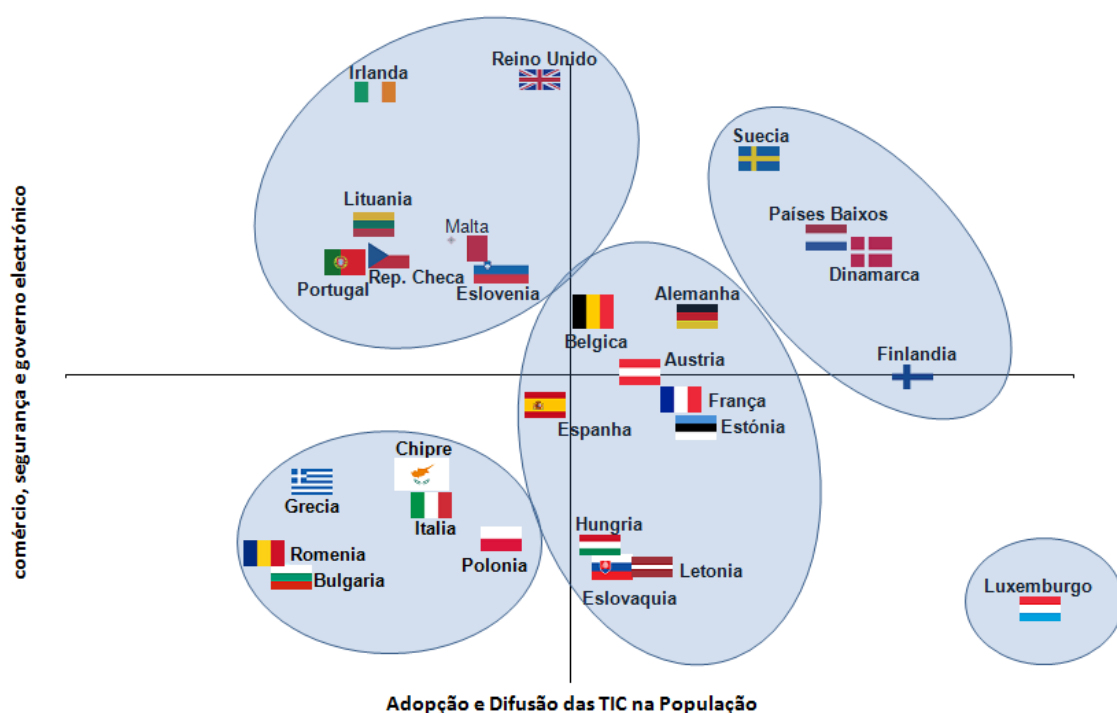 Reino Unido
Irlanda
Suecia
Lituania
Países Baixos
Malta
Rep. Checa
Portugal
Eslovenia
Dinamarca
Alemanha
Belgica
Austria
Finlandia
França
Espanha
Estónia
Chipre
Grecia
Italia
Hungria
Romenia
Polonia
Letonia
Bulgaria
Eslovaquia
Luxemburgo
comércio, segurança e governo electrónico
Adopção e Difusão das TIC na População